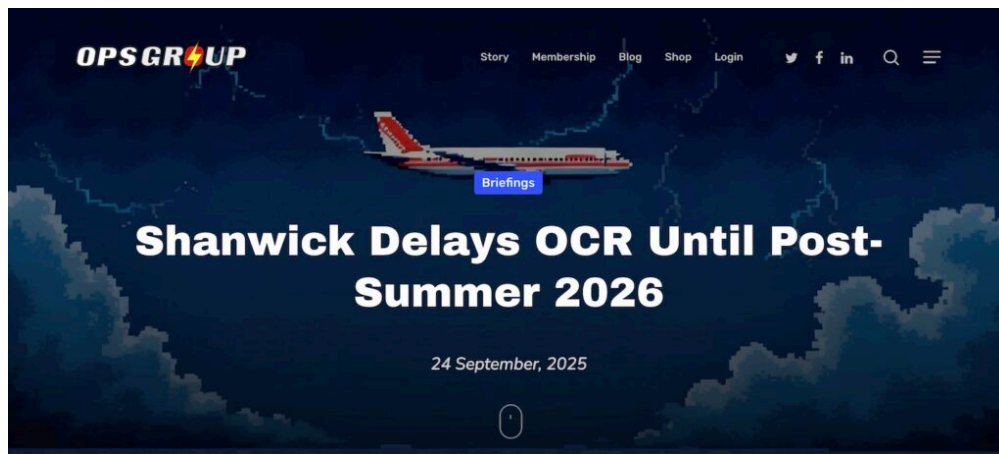 OPSGROUP
Story Membership Blog Shop Login
Briefings
Shanwick Delays OCR Until Post-
Summer 2026
24 September, 2025